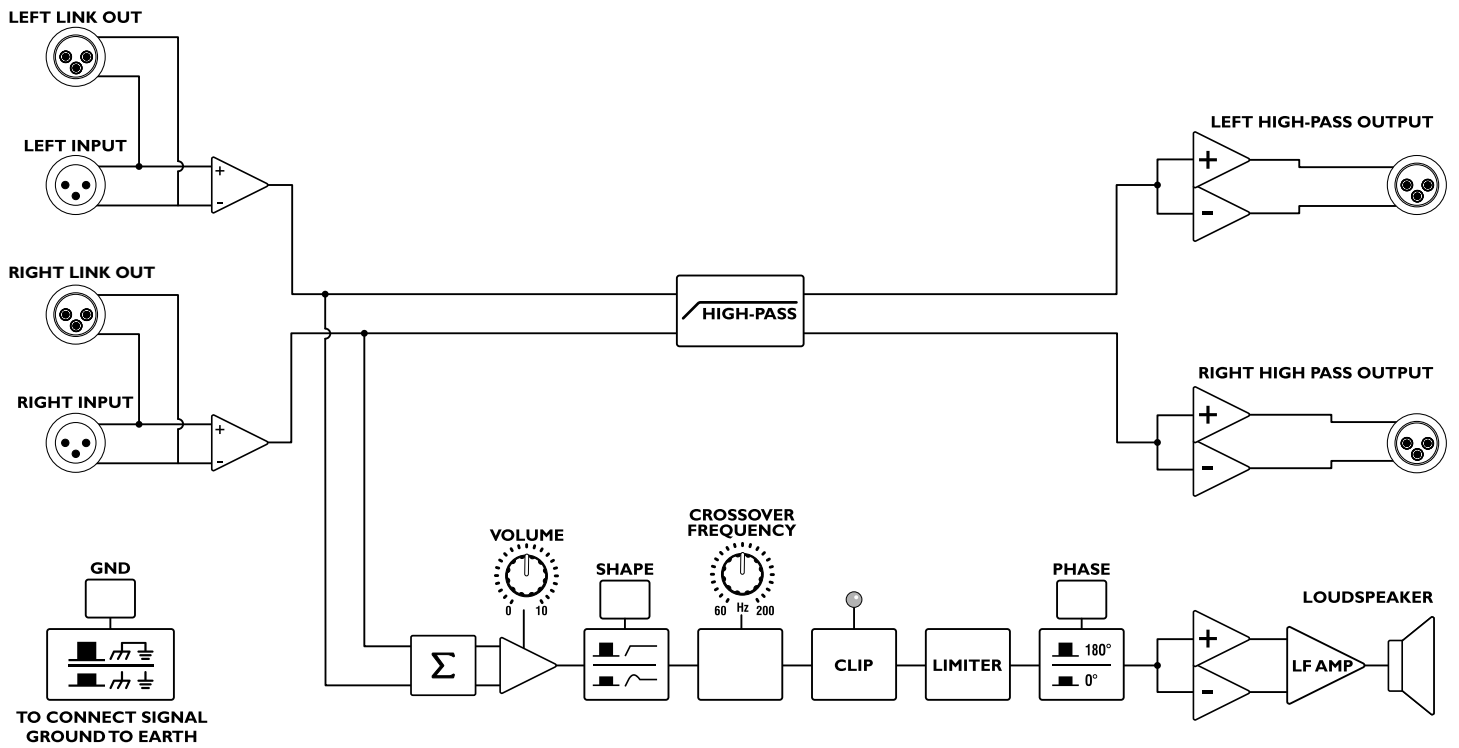 LEFT LINK OUT
LEFT INPUT
+
-
LEFT HIGH-PASS OUTPUT
+
-
RIGHT LINK OUT
HIGH-PASS
RIGHT INPUT
+
-
RIGHT HIGH PASS OUTPUT
+
-
GND
TO CONNECT SIGNAL
GROUND TO EARTH
Σ
VOLUME
0 10
SHAPE
CROSSOVER
FREQUENCY
60 Hz 200
CLIP
LIMITER
PHASE
180°
0°
+
-
LF AMP
LOUDSPEAKER